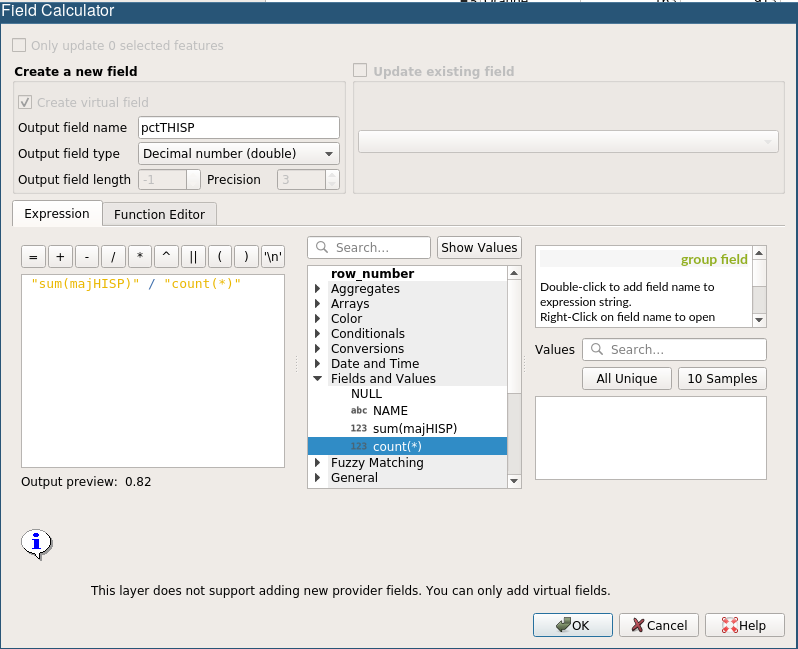 Field Calculator
Only update 0 selected features
Create a new field
Update existing field
Create virtual field
Output field name pctTHISP
Output field type Decimal number (double)
Output field length -1 Precision 3
Expression Function Editor
= + - / * ^ || ( ) '\n'
"sum(majHISP)" / "count(*)"
Output preview: 0.82
Search... Show Values
row_number
Aggregates
Arrays
Color
Conditionals
Conversions
Date and Time
Fields and Values
NULL
abc NAME
123 sum(majHISP)
123 count(*)
Fuzzy Matching
General
group field
Double-click to add field name to
expression string.
Right-Click on field name to open
Values Search...
All Unique 10 Samples
This layer does not support adding new provider fields. You can only add virtual fields.
OK Cancel Help